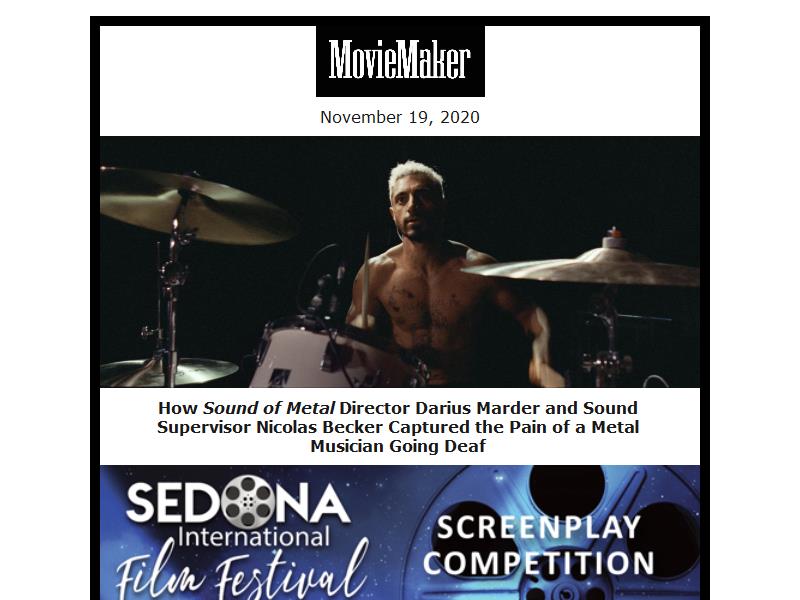 MovieMaker
November 19, 2020
How Sound of Metal Director Darius Marder and Sound
Supervisor Nicolas Becker Captured the Pain of a Metal
Musician Going Deaf
SEDONA
International
Film Festival
SCREENPLAY
COMPETITION